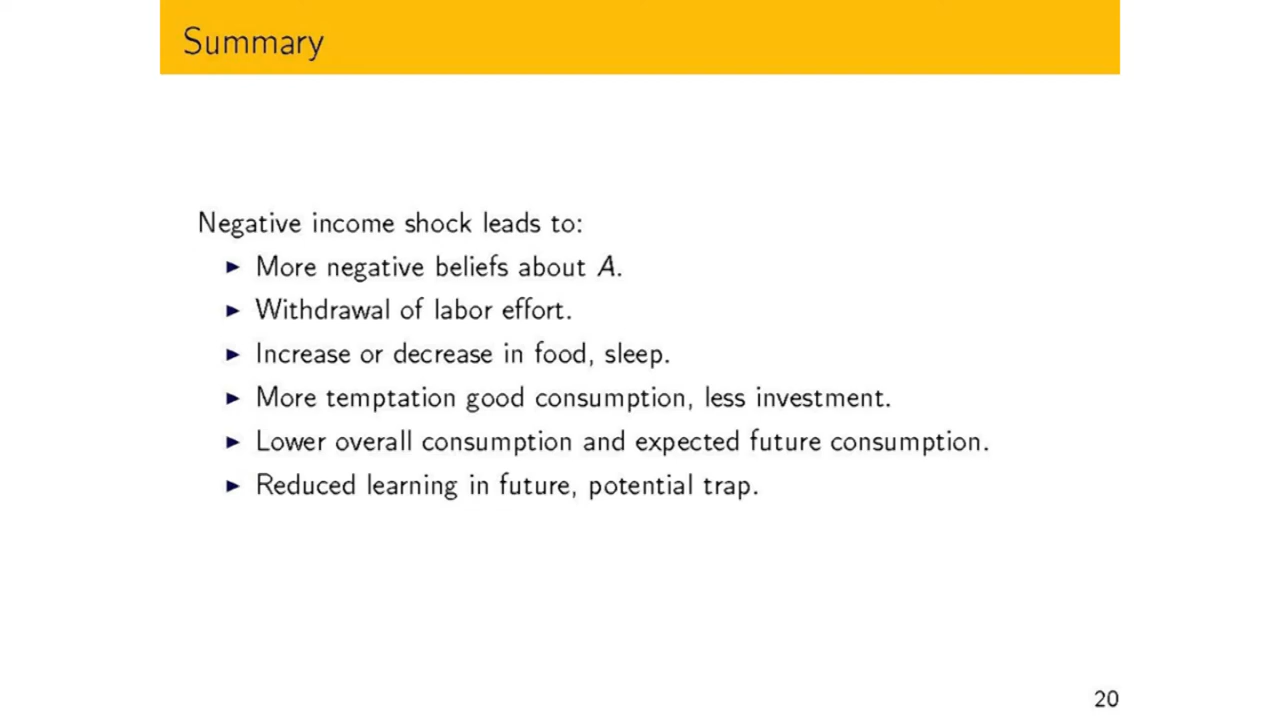 Summary
Negative income shock leads to:
▶ More negative beliefs about A.
▶ Withdrawal of labor effort.
▶ Increase or decrease in food, sleep.
▶ More temptation good consumption, less investment.
▶ Lower overall consumption and expected future consumption.
▶ Reduced learning in future, potential trap.
20